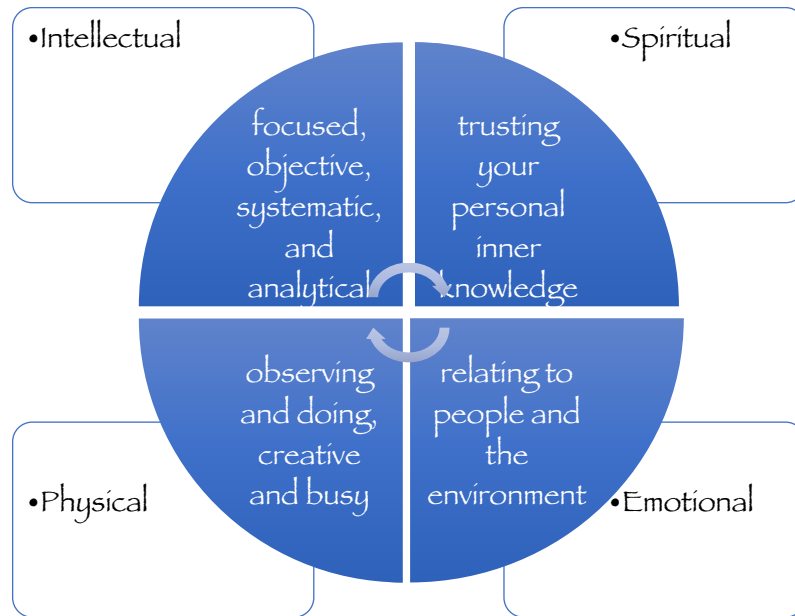 •Intellectual
focused,
objective,
systematic,
and
analytical
•Spiritual
trusting
your
personal
inner
knowledge
•Physical
observing
and doing,
creative
and busy
•Emotional
relating to
people and
the
environment